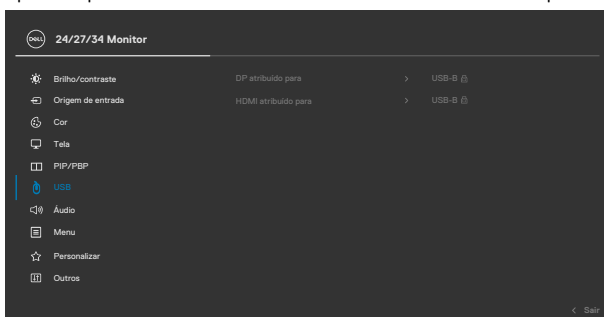 DELL 24/27/34 Monitor
Brilho/contraste DP atribuído para > USB-B
Origem de entrada HDMI atribuído para > USB-B
Cor
Tela
PIP/PBP
USB
Áudio
Menu
Personalizar
Outros
< Sair